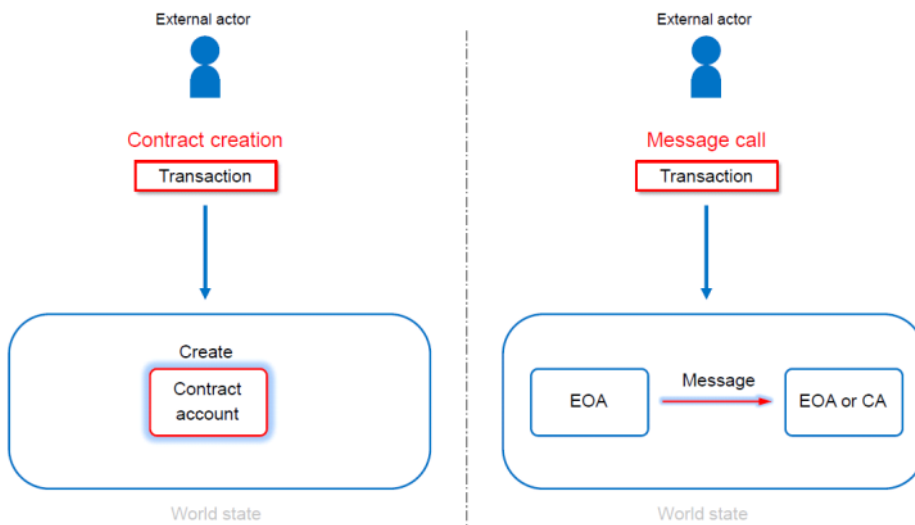 External actor
Contract creation
Transaction
Create
Contract
account
World state
External actor
Message call
Transaction
EOA
Message
EOA or CA
World state